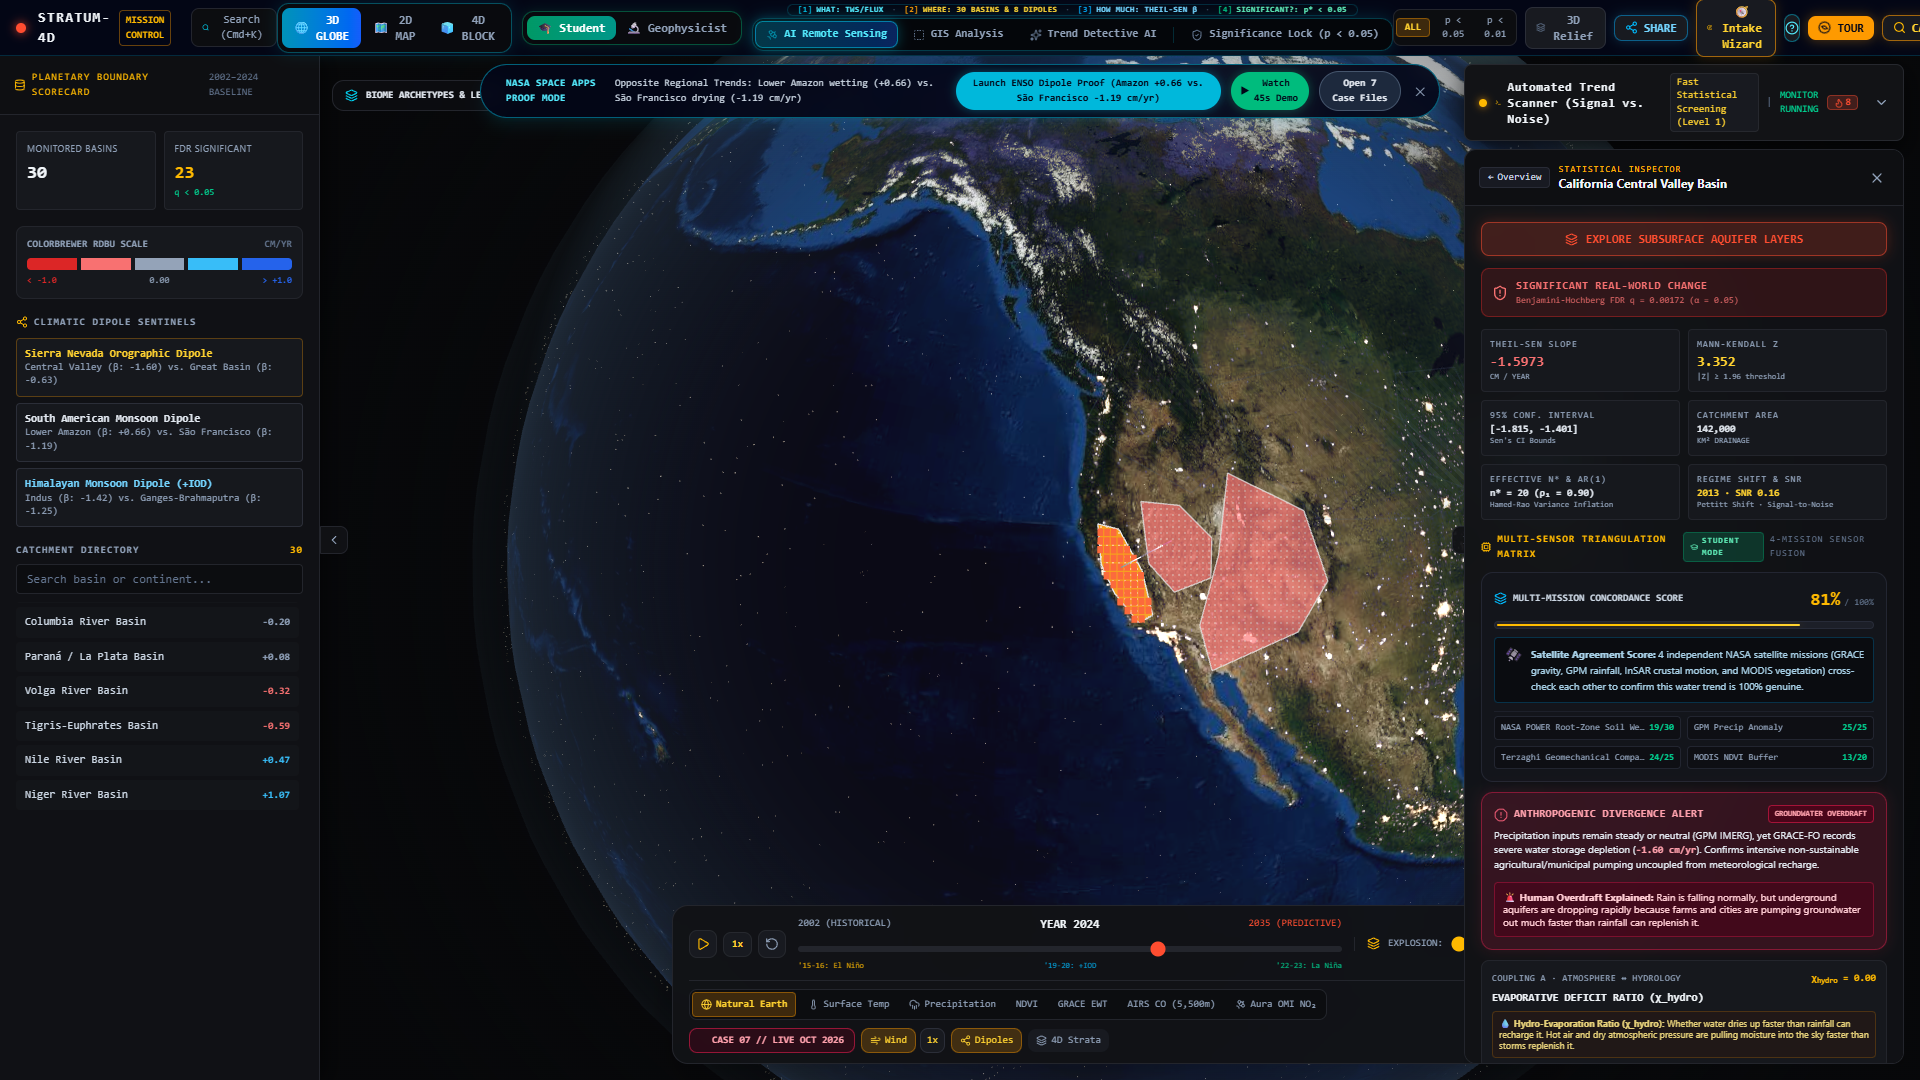 STRATUM-4D
MISSION CONTROL
Search (Cmd+K)
3D GLOBE
2D MAP
4D BLOCK
Student
Geophysicist
[1] WHAT: TWS/FLUX · [2] WHERE: 30 BASINS & 8 DIPOLES · [3] HOW MUCH: THEIL-SEN β · [4] SIGNIFICANT?: p* < 0.05
AI Remote Sensing
GIS Analysis
Trend Detective AI
Significance Lock (p < 0.05)
ALL
p < 0.05
p < 0.01
3D Relief
SHARE
Intake Wizard
TOUR
PLANETARY BOUNDARY SCORECARD
2002–2024 BASELINE
MONITORED BASINS
30
FDR SIGNIFICANT
23
q < 0.05
COLORBREWER RDBU SCALE
CM/YR
< -1.0
0.00
> +1.0
CLIMATIC DIPOLE SENTINELS
Sierra Nevada Orographic Dipole
Central Valley (β: -1.60) vs. Great Basin (β: -0.63)
South American Monsoon Dipole
Lower Amazon (β: +0.66) vs. São Francisco (β: -1.19)
Himalayan Monsoon Dipole (+IOD)
Indus (β: -1.42) vs. Ganges-Brahmaputra (β: -1.25)
CATCHMENT DIRECTORY
30
Search basin or continent...
Columbia River Basin -0.20
Paraná / La Plata Basin +0.08
Volga River Basin -0.32
Tigris-Euphrates Basin -0.59
Nile River Basin +0.47
Niger River Basin +1.07
BIOME ARCHETYPES & LE
NASA SPACE APPS PROOF MODE
Opposite Regional Trends: Lower Amazon wetting (+0.66) vs. São Francisco drying (-1.19 cm/yr)
Launch ENSO Dipole Proof (Amazon +0.66 vs. São Francisco -1.19 cm/yr)
Watch 45s Demo
Open 7 Case Files
Automated Trend Scanner (Signal vs. Noise)
Fast Statistical Screening (Level 1)
MONITOR RUNNING
8
← Overview
STATISTICAL INSPECTOR
California Central Valley Basin
EXPLORE SUBSURFACE AQUIFER LAYERS
SIGNIFICANT REAL-WORLD CHANGE
Benjamini-Hochberg FDR q = 0.00172 (α = 0.05)
THEIL-SEN SLOPE
-1.5973
CM / YEAR
MANN-KENDALL Z
3.352
|Z| ≥ 1.96 threshold
95% CONF. INTERVAL
[-1.815, -1.401]
Sen's CI Bounds
CATCHMENT AREA
142,000
KM² DRAINAGE
EFFECTIVE N* & AR(1)
n* = 20 (ρ₁ = 0.90)
Hamed-Rao Variance Inflation
REGIME SHIFT & SNR
2013 · SNR 0.16
Pettitt Shift · Signal-to-Noise
MULTI-SENSOR TRIANGULATION MATRIX
STUDENT MODE
4-MISSION SENSOR FUSION
MULTI-MISSION CONCORDANCE SCORE
81% / 100%
Satellite Agreement Score: 4 independent NASA satellite missions (GRACE
gravity, GPM rainfall, InSAR crustal motion, and MODIS vegetation) cross-
check each other to confirm this water trend is 100% genuine.
NASA POWER Root-Zone Soil We… 19/30
GPM Precip Anomaly 25/25
Terzaghi Geomechanical Compa… 24/25
MODIS NDVI Buffer 13/20
ANTHROPOGENIC DIVERGENCE ALERT
GROUNDWATER OVERDRAFT
Precipitation inputs remain steady or neutral (GPM IMERG), yet GRACE-FO records
severe water storage depletion (-1.60 cm/yr). Confirms intensive non-sustainable
agricultural/municipal pumping uncoupled from meteorological recharge.
Human Overdraft Explained: Rain is falling normally, but underground
aquifers are dropping rapidly because farms and cities are pumping groundwater
out much faster than rainfall can replenish it.
COUPLING A · ATMOSPHERE ↔ HYDROLOGY
χhydro = 0.00
EVAPORATIVE DEFICIT RATIO (χ_hydro)
Hydro-Evaporation Ratio (χ_hydro): Whether water dries up faster than rainfall can
recharge it. Hot air and dry atmospheric pressure are pulling moisture into the sky faster than
storms replenish it.
1x
2002 (HISTORICAL)
YEAR 2024
2035 (PREDICTIVE)
'15-16: El Niño
'19-20: +IOD
'22-23: La Niña
EXPLOSION:
Natural Earth
Surface Temp
Precipitation
NDVI
GRACE EWT
AIRS CO (5,500m)
Aura OMI NO₂
CASE 07 // LIVE OCT 2026
Wind
1x
Dipoles
4D Strata